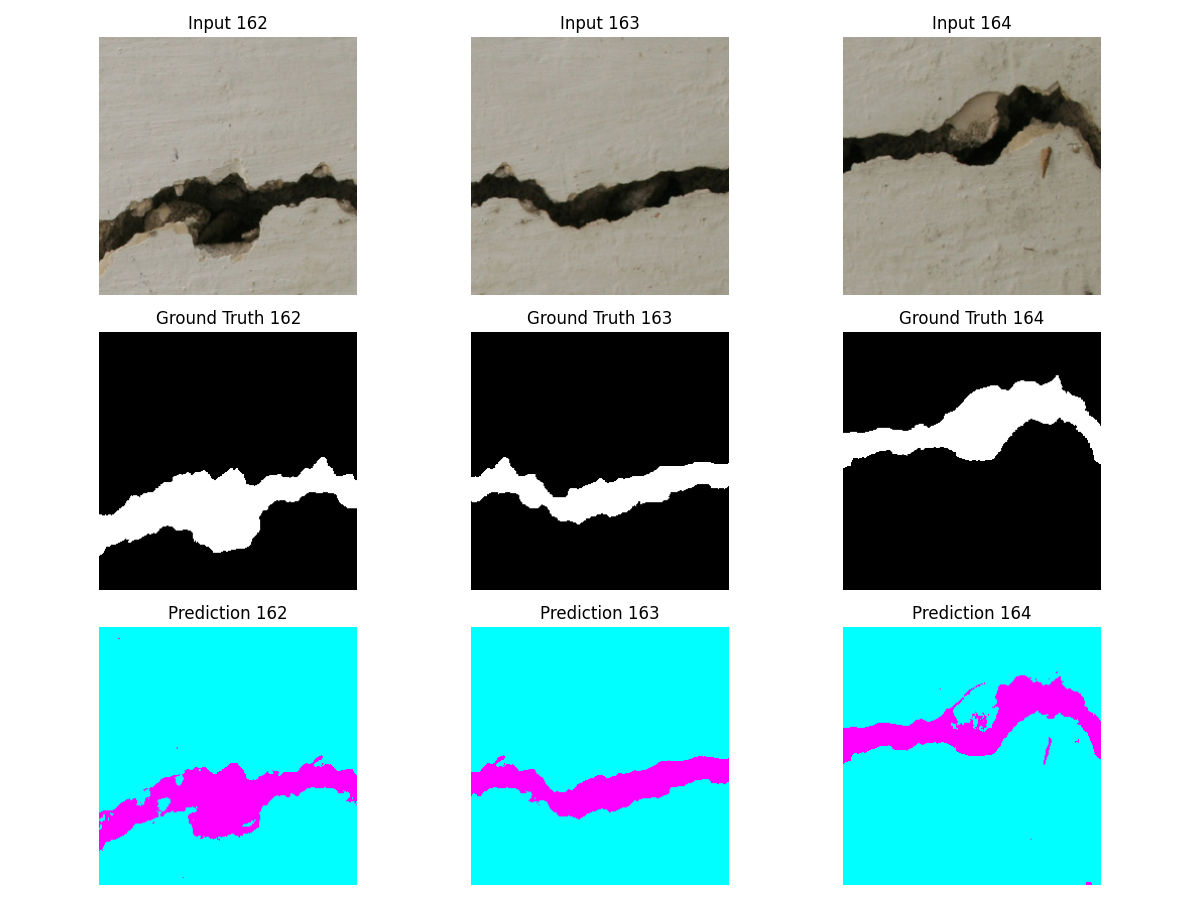 Input 162
Input 163
Input 164
Ground Truth 162
Ground Truth 163
Ground Truth 164
Prediction 162
Prediction 163
Prediction 164